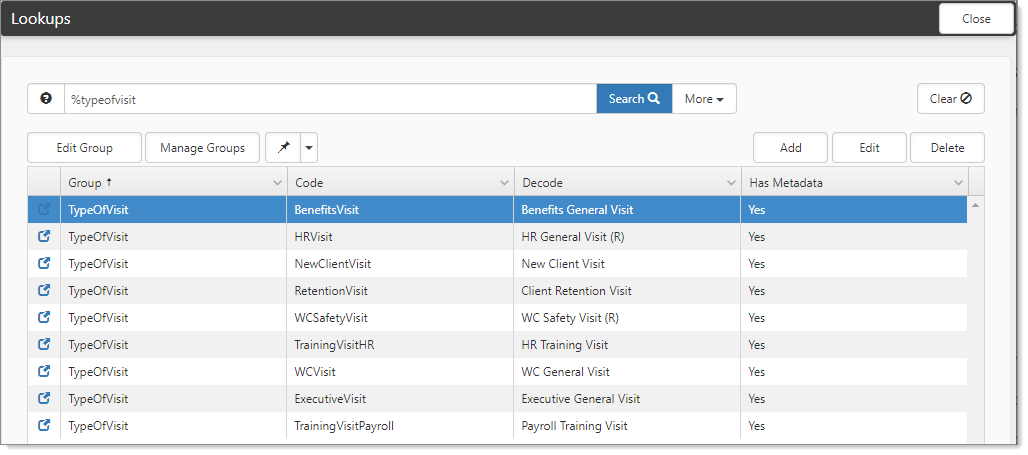 Lookups Close
%typeofvisit Search More Clear
Edit Group Manage Groups Add Edit Delete
Group Code Decode Has Metadata
TypeOfVisit BenefitsVisit Benefits General Visit Yes
TypeOfVisit HRVisit HR General Visit (R) Yes
TypeOfVisit NewClientVisit New Client Visit Yes
TypeOfVisit RetentionVisit Client Retention Visit Yes
TypeOfVisit WCSafetyVisit WC Safety Visit (R) Yes
TypeOfVisit TrainingVisitHR HR Training Visit Yes
TypeOfVisit WCVisit WC General Visit Yes
TypeOfVisit ExecutiveVisit Executive General Visit Yes
TypeOfVisit TrainingVisitPayroll Payroll Training Visit Yes